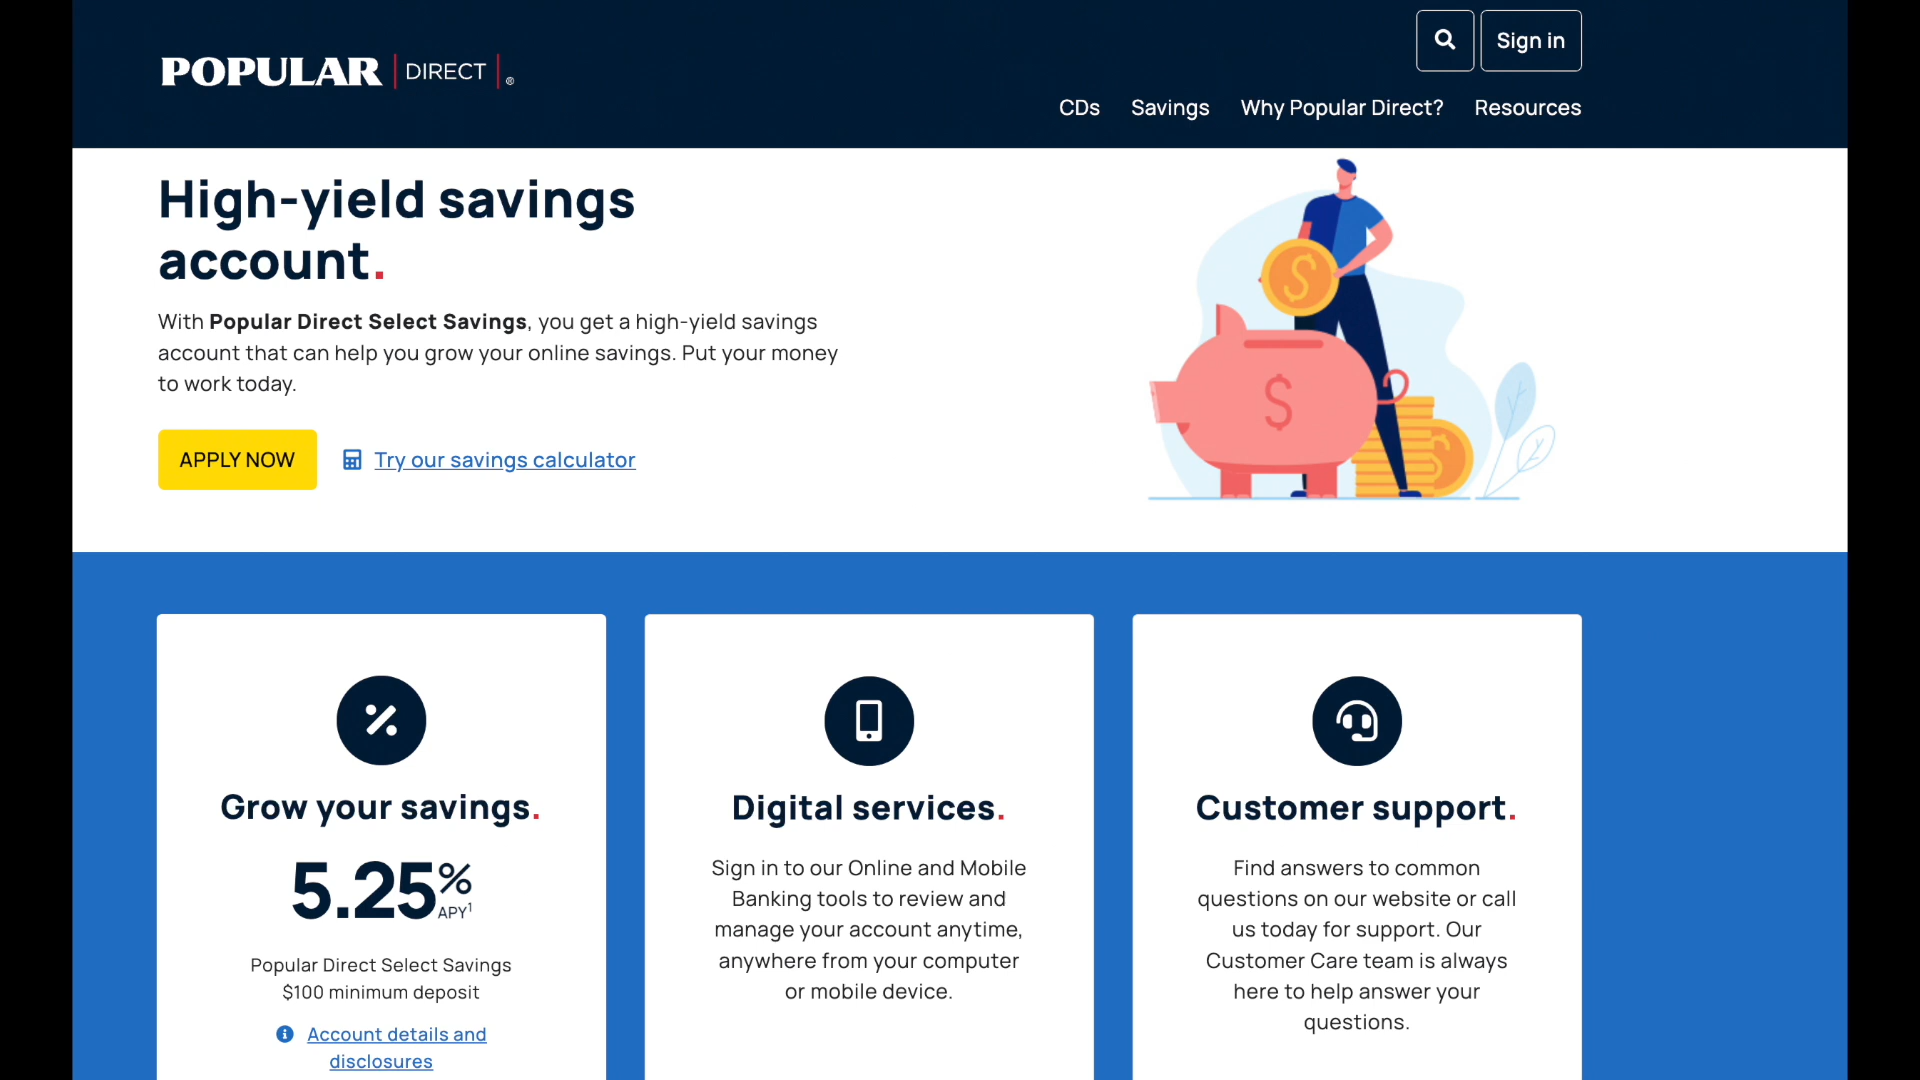 POPULAR DIRECT ®
Sign in
CDs Savings Why Popular Direct? Resources
High-yield savings
account.
With Popular Direct Select Savings, you get a high-yield savings
account that can help you grow your online savings. Put your money
to work today.
APPLY NOW Try our savings calculator
$
$
$
Grow your savings.
5.25% APY1
Popular Direct Select Savings
$100 minimum deposit
Account details and
disclosures
Digital services.
Sign in to our Online and Mobile
Banking tools to review and
manage your account anytime,
anywhere from your computer
or mobile device.
Customer support.
Find answers to common
questions on our website or call
us today for support. Our
Customer Care team is always
here to help answer your
questions.